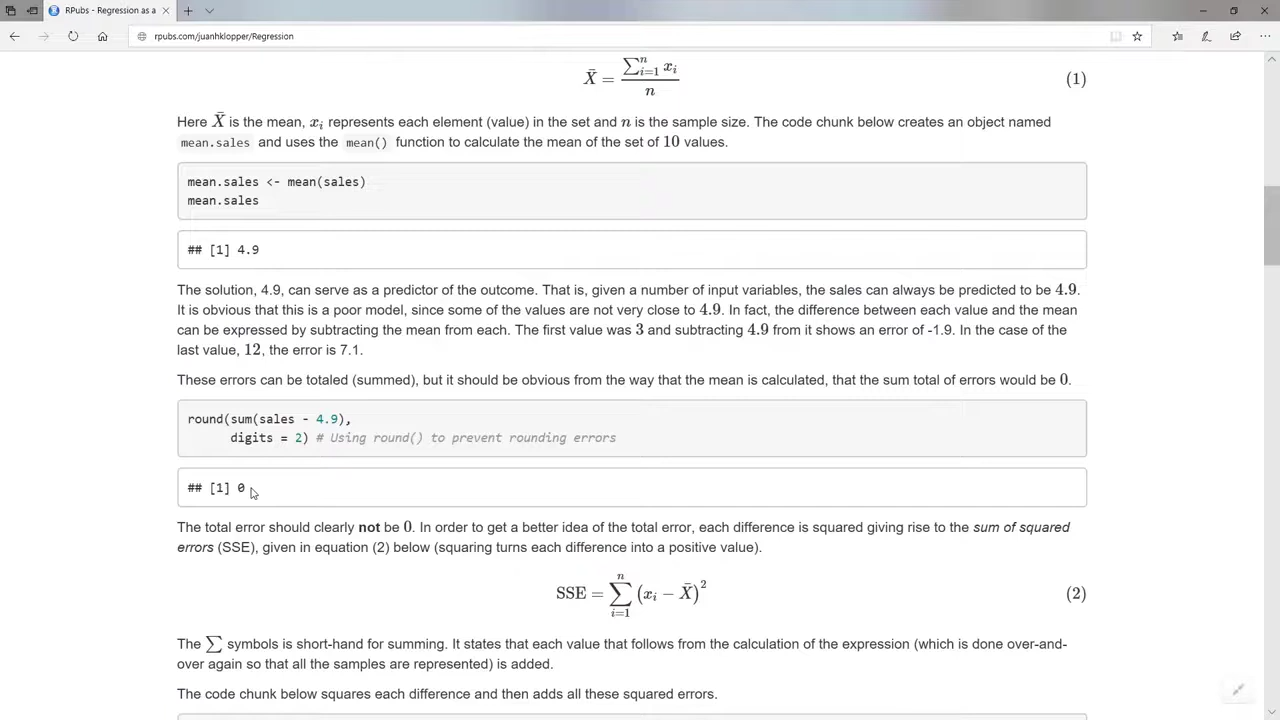 RPubs - Regression as a
rpubs.com/juanhklopper/Regression
X̄ = ∑ⁿᵢ₌₁ xᵢ / n (1)
Here X̄ is the mean, xᵢ represents each element (value) in the set and n is the sample size. The code chunk below creates an object named
mean.sales and uses the mean() function to calculate the mean of the set of 10 values.
mean.sales <- mean(sales)
mean.sales
## [1] 4.9
The solution, 4.9, can serve as a predictor of the outcome. That is, given a number of input variables, the sales can always be predicted to be 4.9.
It is obvious that this is a poor model, since some of the values are not very close to 4.9. In fact, the difference between each value and the mean
can be expressed by subtracting the mean from each. The first value was 3 and subtracting 4.9 from it shows an error of -1.9. In the case of the
last value, 12, the error is 7.1.
These errors can be totaled (summed), but it should be obvious from the way that the mean is calculated, that the sum total of errors would be 0.
round(sum(sales - 4.9),
digits = 2) # Using round() to prevent rounding errors
## [1] 0
The total error should clearly not be 0. In order to get a better idea of the total error, each difference is squared giving rise to the sum of squared
errors (SSE), given in equation (2) below (squaring turns each difference into a positive value).
SSE = ∑ⁿᵢ₌₁ (xᵢ − X̄)² (2)
The ∑ symbols is short-hand for summing. It states that each value that follows from the calculation of the expression (which is done over-and-
over again so that all the samples are represented) is added.
The code chunk below squares each difference and then adds all these squared errors.